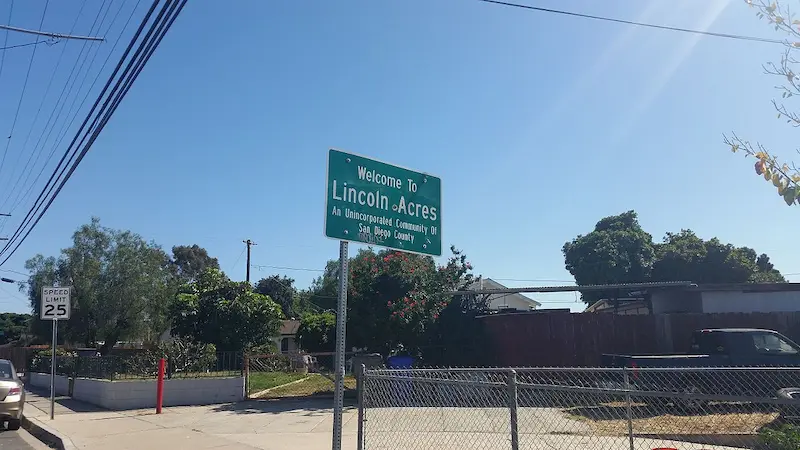 Welcome To
Lincoln Acres
An Unincorporated Community Of
San Diego County
SPEED
LIMIT
25